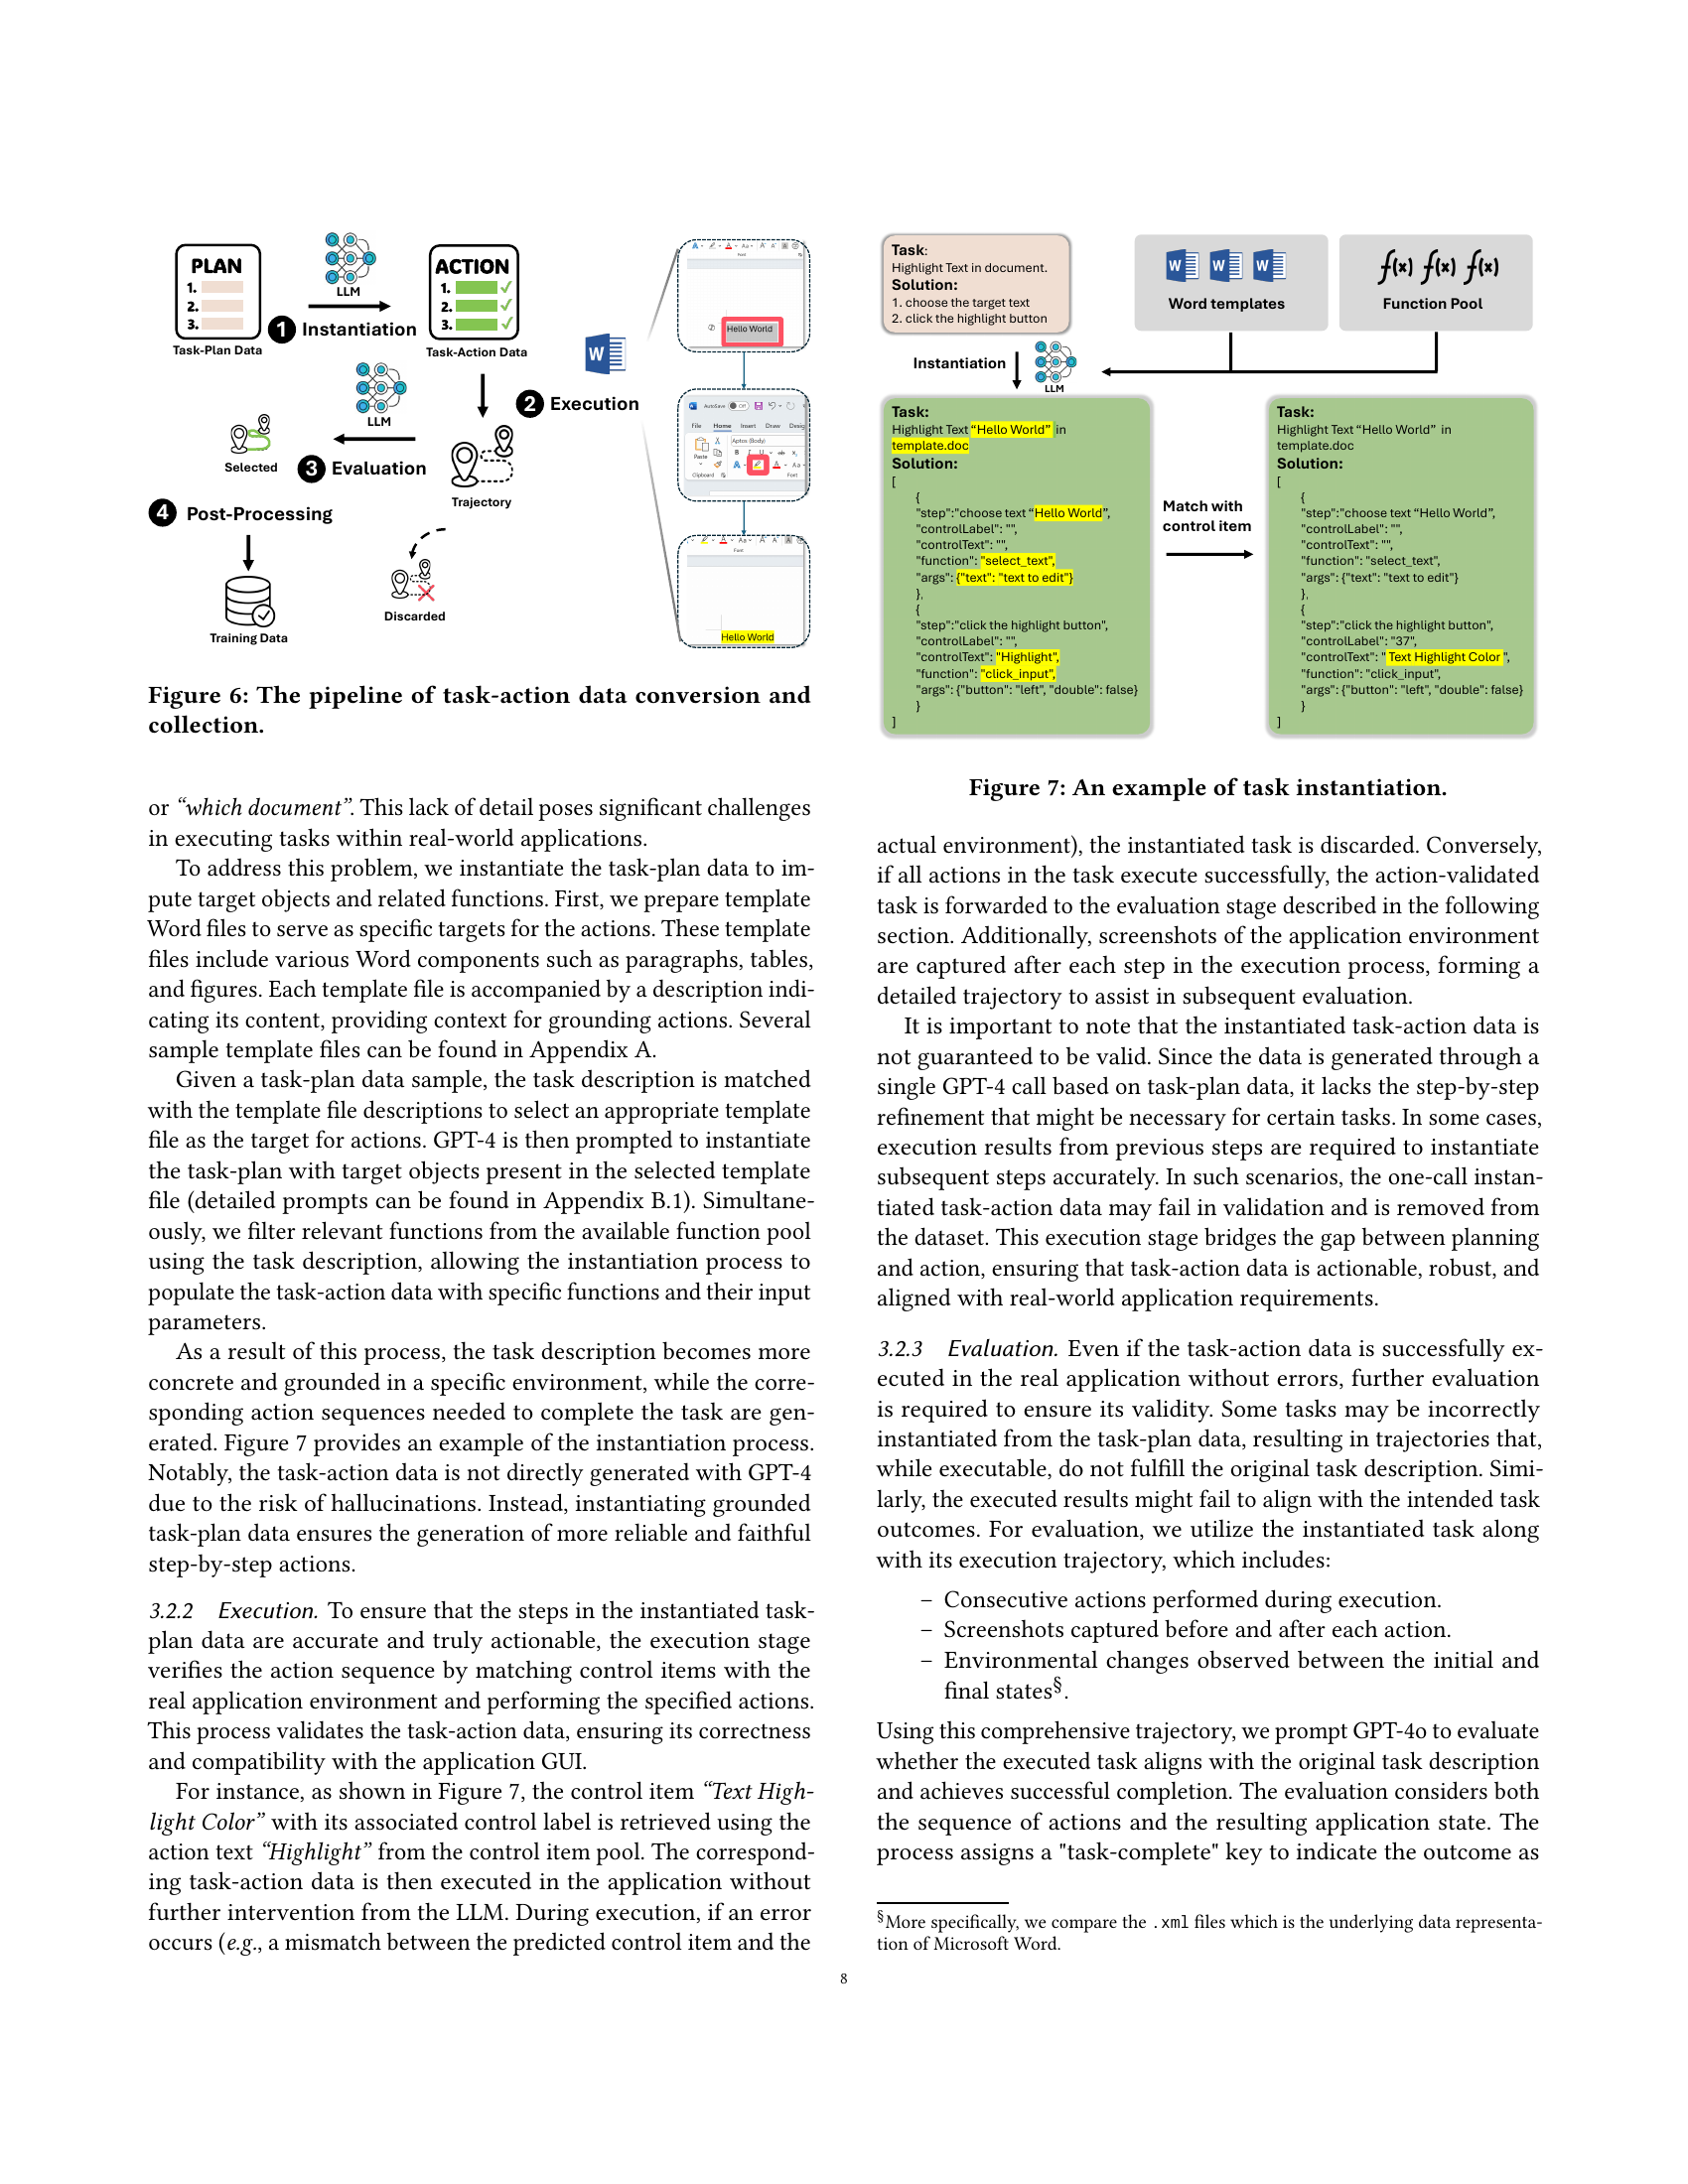 PLAN
1.
2.
3.
Task-Plan Data
LLM
1 Instantiation
ACTION
1.
2.
3.
Task-Action Data
LLM
2 Execution
Selected
3 Evaluation
Trajectory
4 Post-Processing
Discarded
Training Data
W
Font
Hello World
AutoSave Off
File Home Insert Draw Desig
Aptos (Body)
Paste
B I U
Clipboard Font
Font
Hello World
Figure 6: The pipeline of task-action data conversion and
collection.
or “which document”. This lack of detail poses significant challenges
in executing tasks within real-world applications.
To address this problem, we instantiate the task-plan data to im-
pute target objects and related functions. First, we prepare template
Word files to serve as specific targets for the actions. These template
files include various Word components such as paragraphs, tables,
and figures. Each template file is accompanied by a description indi-
cating its content, providing context for grounding actions. Several
sample template files can be found in Appendix A.
Given a task-plan data sample, the task description is matched
with the template file descriptions to select an appropriate template
file as the target for actions. GPT-4 is then prompted to instantiate
the task-plan with target objects present in the selected template
file (detailed prompts can be found in Appendix B.1). Simultane-
ously, we filter relevant functions from the available function pool
using the task description, allowing the instantiation process to
populate the task-action data with specific functions and their input
parameters.
As a result of this process, the task description becomes more
concrete and grounded in a specific environment, while the corre-
sponding action sequences needed to complete the task are gen-
erated. Figure 7 provides an example of the instantiation process.
Notably, the task-action data is not directly generated with GPT-4
due to the risk of hallucinations. Instead, instantiating grounded
task-plan data ensures the generation of more reliable and faithful
step-by-step actions.
3.2.2 Execution. To ensure that the steps in the instantiated task-
plan data are accurate and truly actionable, the execution stage
verifies the action sequence by matching control items with the
real application environment and performing the specified actions.
This process validates the task-action data, ensuring its correctness
and compatibility with the application GUI.
For instance, as shown in Figure 7, the control item “Text High-
light Color” with its associated control label is retrieved using the
action text “Highlight” from the control item pool. The correspond-
ing task-action data is then executed in the application without
further intervention from the LLM. During execution, if an error
occurs (e.g., a mismatch between the predicted control item and the
Task:
Highlight Text in document.
Solution:
1. choose the target text
2. click the highlight button
W W W
Word templates
f(x) f(x) f(x)
Function Pool
Instantiation
LLM
Task:
Highlight Text “Hello World” in
template.doc
Solution:
[
{
"step":"choose text “Hello World”,
"controlLabel": "",
"controlText": "",
"function": "select_text",
"args": {"text": "text to edit"}
},
{
"step":"click the highlight button",
"controlLabel": "",
"controlText": "Highlight",
"function": "click_input",
"args": {"button": "left", "double": false}
}
]
Match with
control item
Task:
Highlight Text “Hello World” in
template.doc
Solution:
[
{
"step":"choose text “Hello World”,
"controlLabel": "",
"controlText": "",
"function": "select_text",
"args": {"text": "text to edit"}
},
{
"step":"click the highlight button",
"controlLabel": "37",
"controlText": " Text Highlight Color ",
"function": "click_input",
"args": {"button": "left", "double": false}
}
]
Figure 7: An example of task instantiation.
actual environment), the instantiated task is discarded. Conversely,
if all actions in the task execute successfully, the action-validated
task is forwarded to the evaluation stage described in the following
section. Additionally, screenshots of the application environment
are captured after each step in the execution process, forming a
detailed trajectory to assist in subsequent evaluation.
It is important to note that the instantiated task-action data is
not guaranteed to be valid. Since the data is generated through a
single GPT-4 call based on task-plan data, it lacks the step-by-step
refinement that might be necessary for certain tasks. In some cases,
execution results from previous steps are required to instantiate
subsequent steps accurately. In such scenarios, the one-call instan-
tiated task-action data may fail in validation and is removed from
the dataset. This execution stage bridges the gap between planning
and action, ensuring that task-action data is actionable, robust, and
aligned with real-world application requirements.
3.2.3 Evaluation. Even if the task-action data is successfully ex-
ecuted in the real application without errors, further evaluation
is required to ensure its validity. Some tasks may be incorrectly
instantiated from the task-plan data, resulting in trajectories that,
while executable, do not fulfill the original task description. Simi-
larly, the executed results might fail to align with the intended task
outcomes. For evaluation, we utilize the instantiated task along
with its execution trajectory, which includes:
– Consecutive actions performed during execution.
– Screenshots captured before and after each action.
– Environmental changes observed between the initial and
final states§.
Using this comprehensive trajectory, we prompt GPT-4o to evaluate
whether the executed task aligns with the original task description
and achieves successful completion. The evaluation considers both
the sequence of actions and the resulting application state. The
process assigns a "task-complete" key to indicate the outcome as
§More specifically, we compare the .xml files which is the underlying data representa-
tion of Microsoft Word.
8